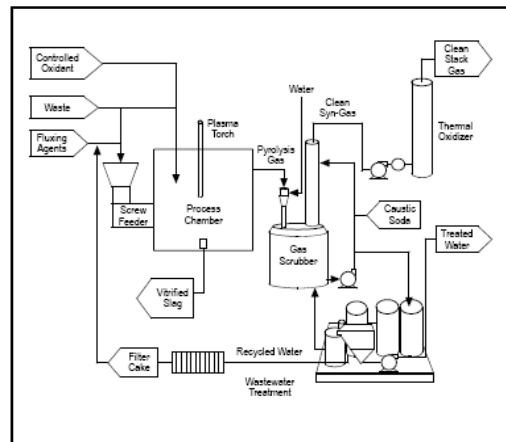 Controlled
Oxidant
Waste
Fluxing
Agents
Plasma
Torch
Screw
Feeder
Process
Chamber
Vitrified
Slag
Pyrolysis
Gas
Water
Clean
Syn-Gas
Gas
Scrubber
Clean
Stack
Gas
Thermal
Oxidizer
Caustic
Soda
Treated
Water
Filter
Cake
Recycled Water
Wastewater
Treatment